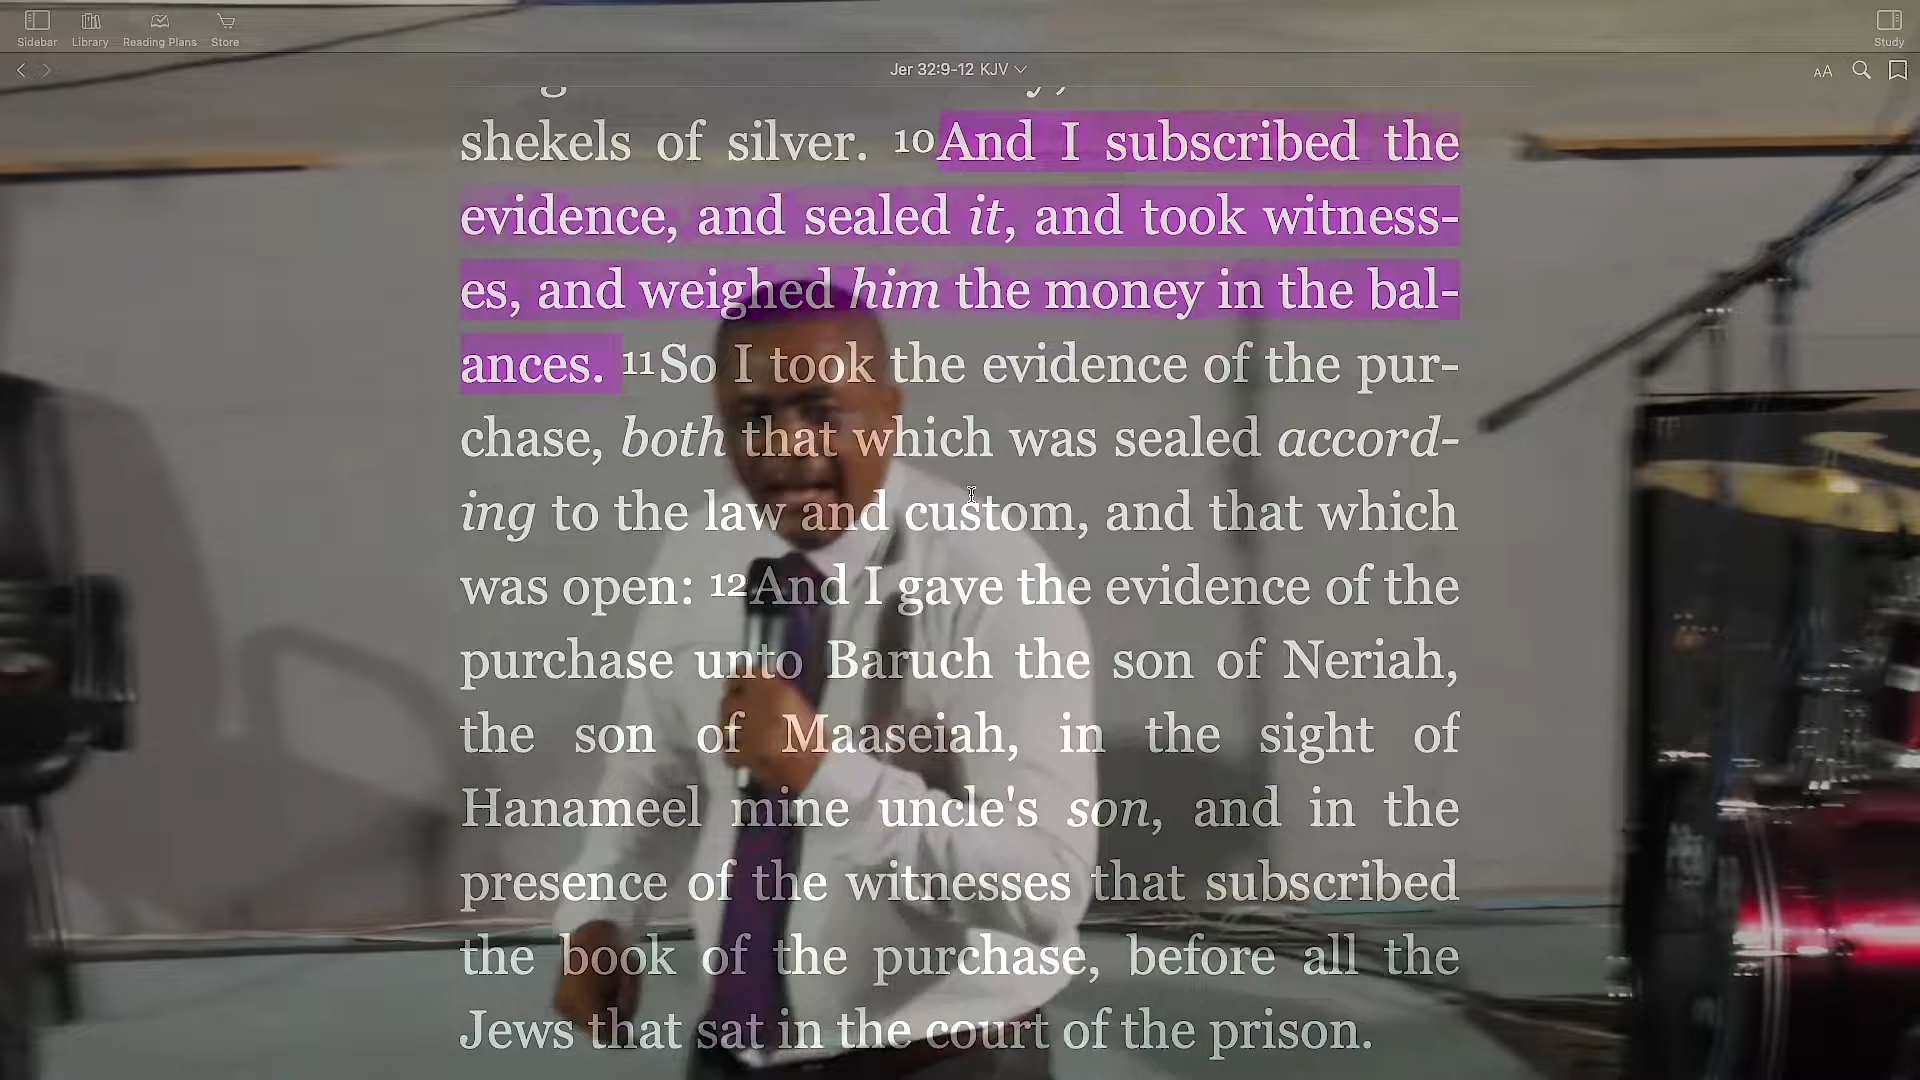 Sidebar Library Reading Plans Store Study
Jer 32:9-12 KJV
AA
shekels of silver. 10And I subscribed the
evidence, and sealed it, and took witness-
es, and weighed him the money in the bal-
ances. 11So I took the evidence of the pur-
chase, both that which was sealed accord-
ing to the law and custom, and that which
was open: 12And I gave the evidence of the
purchase unto Baruch the son of Neriah,
the son of Maaseiah, in the sight of
Hanameel mine uncle's son, and in the
presence of the witnesses that subscribed
the book of the purchase, before all the
Jews that sat in the court of the prison.